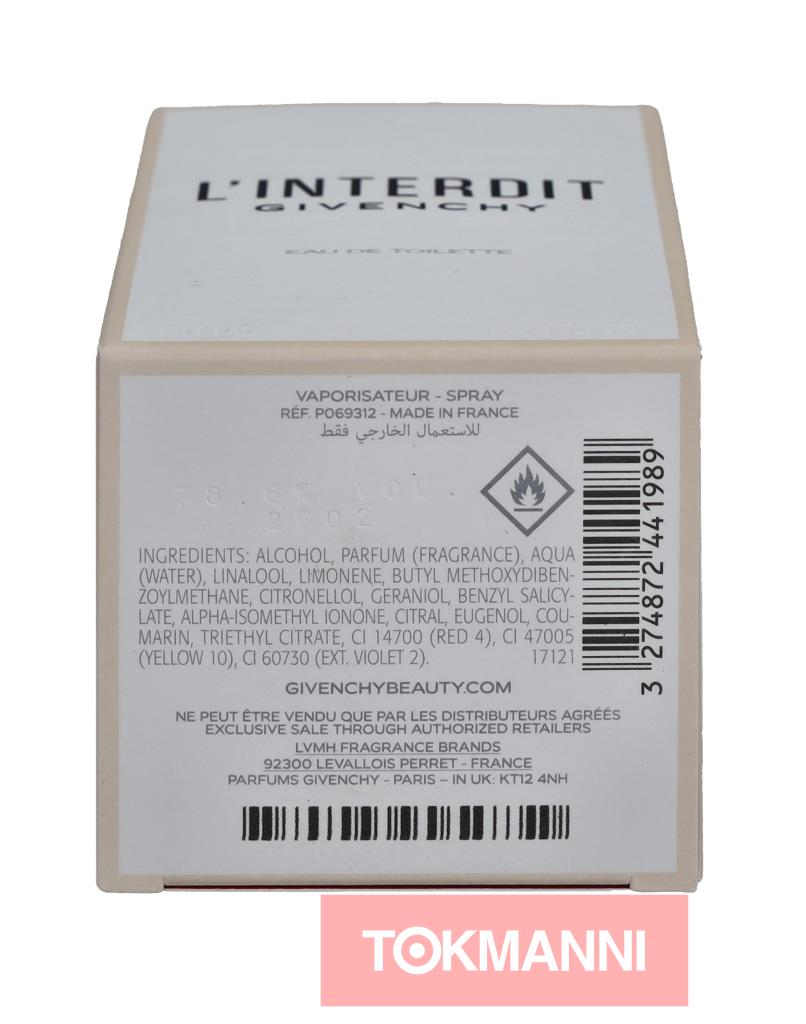 L'INTERDIT
GIVENCHY
EAU DE TOILETTE
VAPORISATEUR - SPRAY
RÉF. P069312 - MADE IN FRANCE
للاستعمال الخارجي فقط
78.6% VOL.
2902
INGREDIENTS: ALCOHOL, PARFUM (FRAGRANCE), AQUA
(WATER), LINALOOL, LIMONENE, BUTYL METHOXYDIBEN-
ZOYLMETHANE, CITRONELLOL, GERANIOL, BENZYL SALICY-
LATE, ALPHA-ISOMETHYL IONONE, CITRAL, EUGENOL, COU-
MARIN, TRIETHYL CITRATE, CI 14700 (RED 4), CI 47005
(YELLOW 10), CI 60730 (EXT. VIOLET 2). 17121
3 274872 441989
GIVENCHYBEAUTY.COM
NE PEUT ÊTRE VENDU QUE PAR LES DISTRIBUTEURS AGRÉÉS
EXCLUSIVE SALE THROUGH AUTHORIZED RETAILERS
LVMH FRAGRANCE BRANDS
92300 LEVALLOIS PERRET - FRANCE
PARFUMS GIVENCHY - PARIS – IN UK: KT12 4NH
TOKMANNI